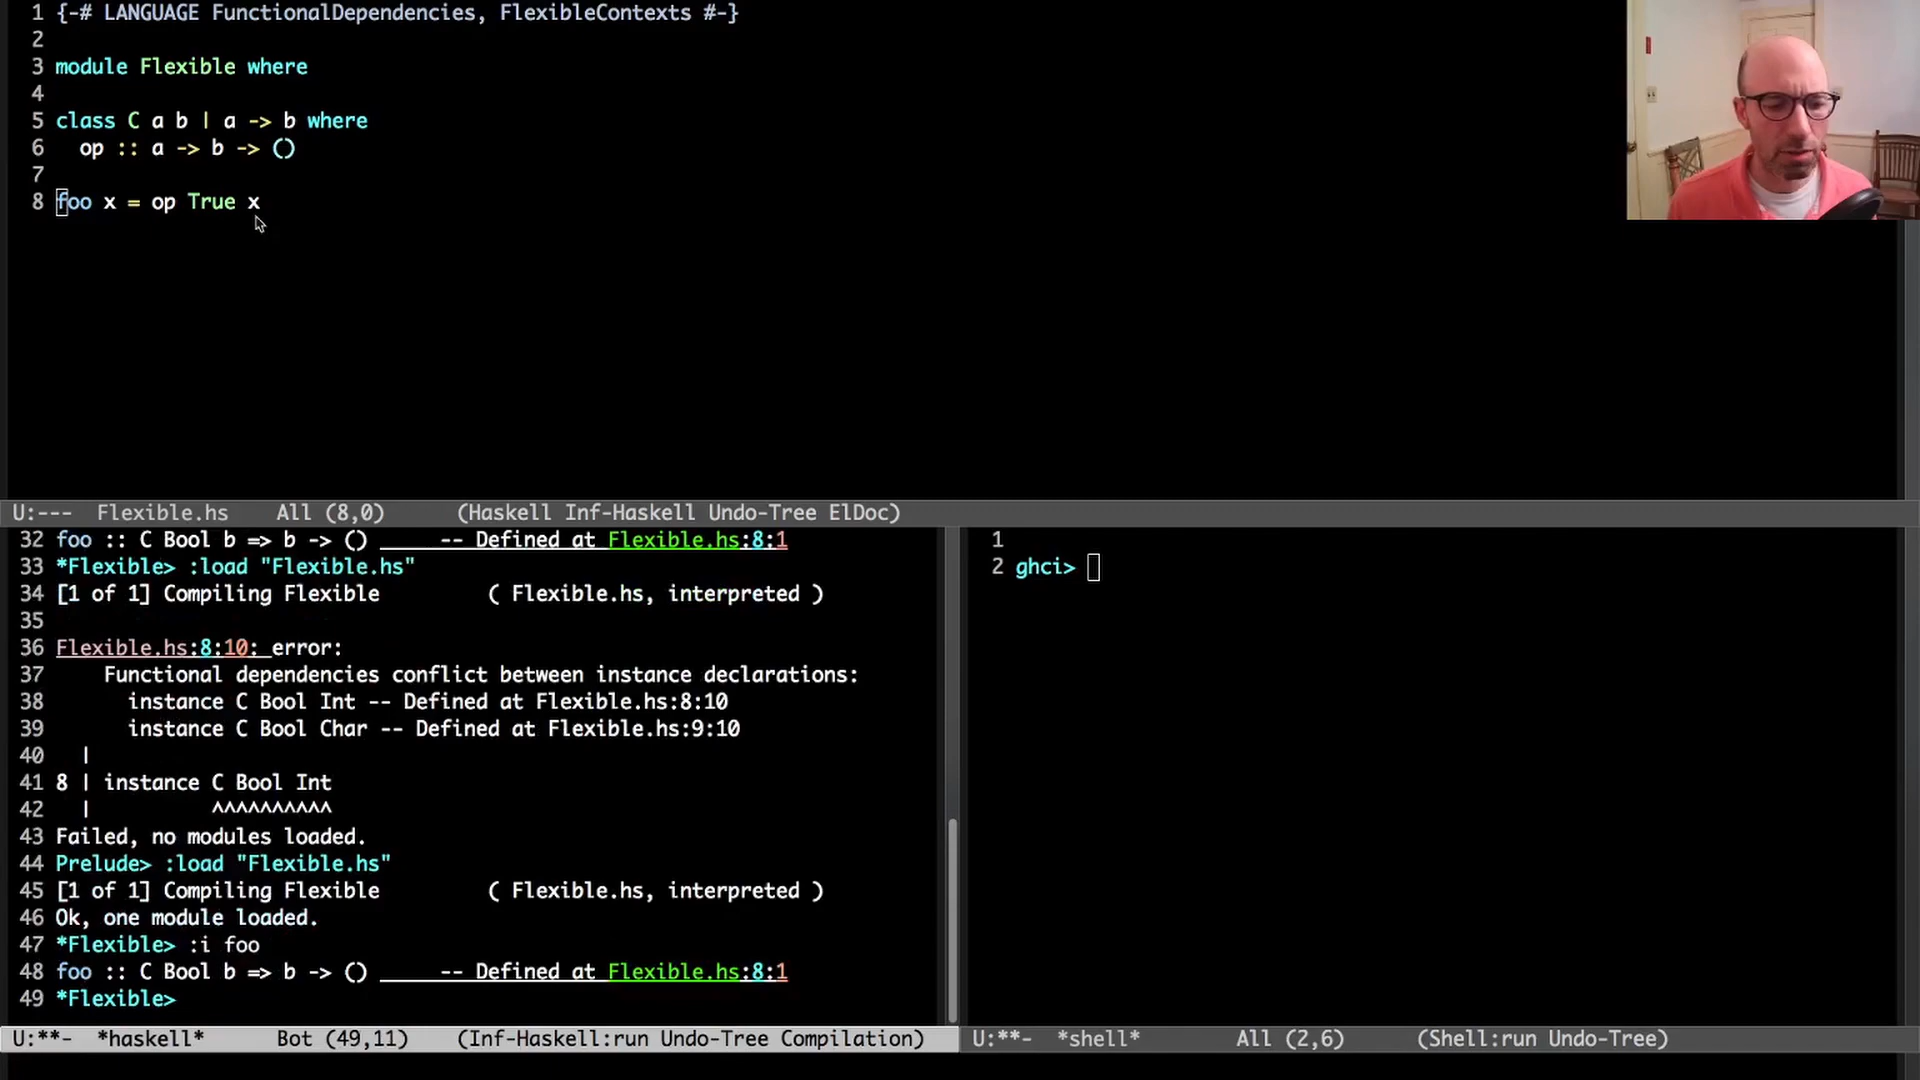 1 {-# LANGUAGE FunctionalDependencies, FlexibleContexts #-}
2
3 module Flexible where
4
5 class C a b | a -> b where
6   op :: a -> b -> ()
7
8 foo x = op True x
U:--- Flexible.hs All (8,0) (Haskell Inf-Haskell Undo-Tree ElDoc)
32 foo :: C Bool b => b -> () -- Defined at Flexible.hs:8:1
33 *Flexible> :load "Flexible.hs"
34 [1 of 1] Compiling Flexible ( Flexible.hs, interpreted )
35
36 Flexible.hs:8:10: error:
37     Functional dependencies conflict between instance declarations:
38       instance C Bool Int -- Defined at Flexible.hs:8:10
39       instance C Bool Char -- Defined at Flexible.hs:9:10
40   |
41 8 | instance C Bool Int
42   |          ^^^^^^^^^^
43 Failed, no modules loaded.
44 Prelude> :load "Flexible.hs"
45 [1 of 1] Compiling Flexible ( Flexible.hs, interpreted )
46 Ok, one module loaded.
47 *Flexible> :i foo
48 foo :: C Bool b => b -> () -- Defined at Flexible.hs:8:1
49 *Flexible>
U:**- *haskell* Bot (49,11) (Inf-Haskell:run Undo-Tree Compilation)
1
2 ghci>
U:**- *shell* All (2,6) (Shell:run Undo-Tree)